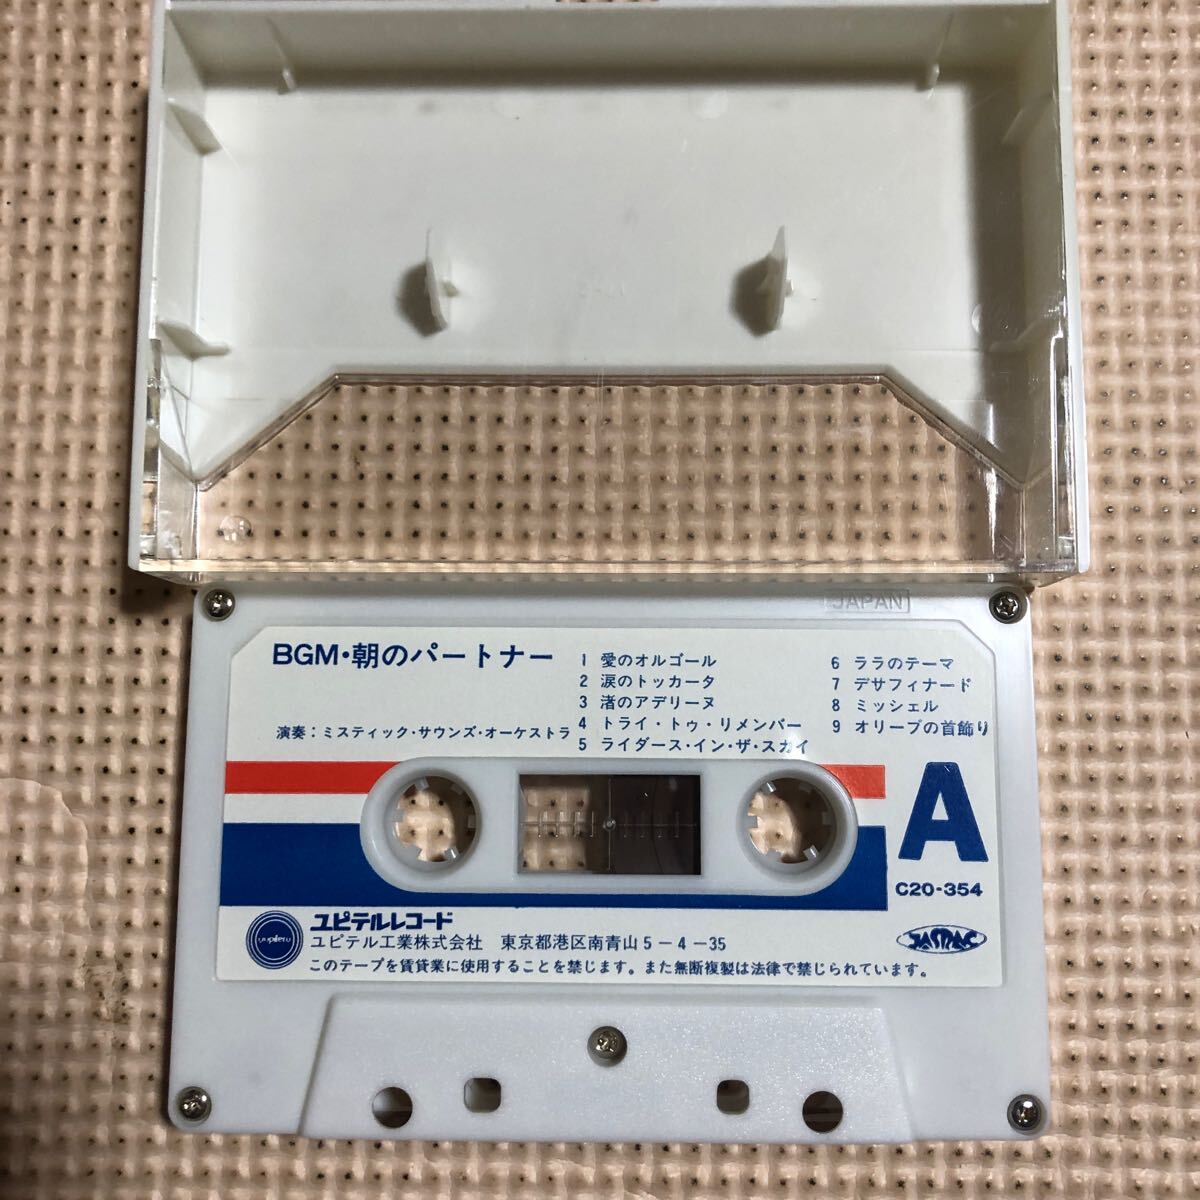 JAPAN
BGM・朝のパートナー
演奏：ミスティック・サウンズ・オーケストラ
1 愛のオルゴール
2 涙のトッカータ
3 渚のアデリーヌ
4 トライ・トゥ・リメンバー
5 ライダース・イン・ザ・スカイ
6 ララのテーマ
7 デサフィナード
8 ミッシェル
9 オリーブの首飾り
A
C20-354
yupiteru
ユピテルレコード
ユピテル工業株式会社　東京都港区南青山5－4－35
JASRAC
このテープを賃貸業に使用することを禁じます。また無断複製は法律で禁じられています。